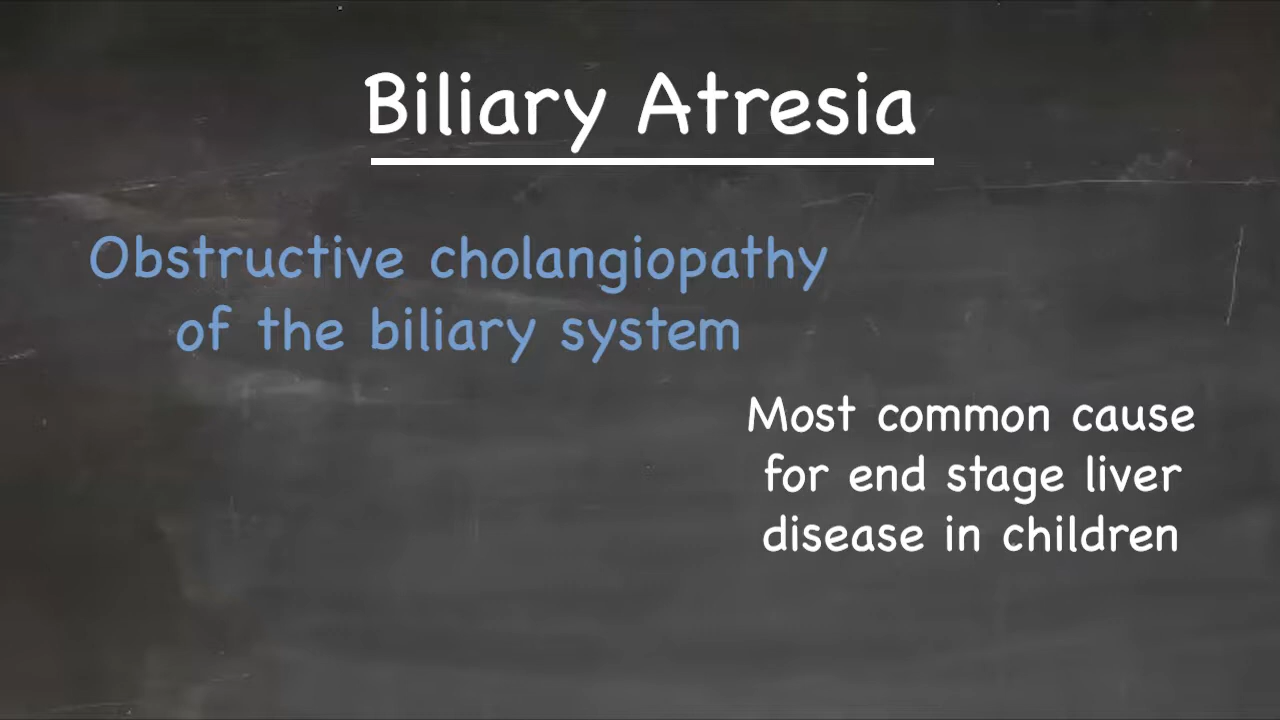 Biliary Atresia
Obstructive cholangiopathy
of the biliary system
Most common cause
for end stage liver
disease in children